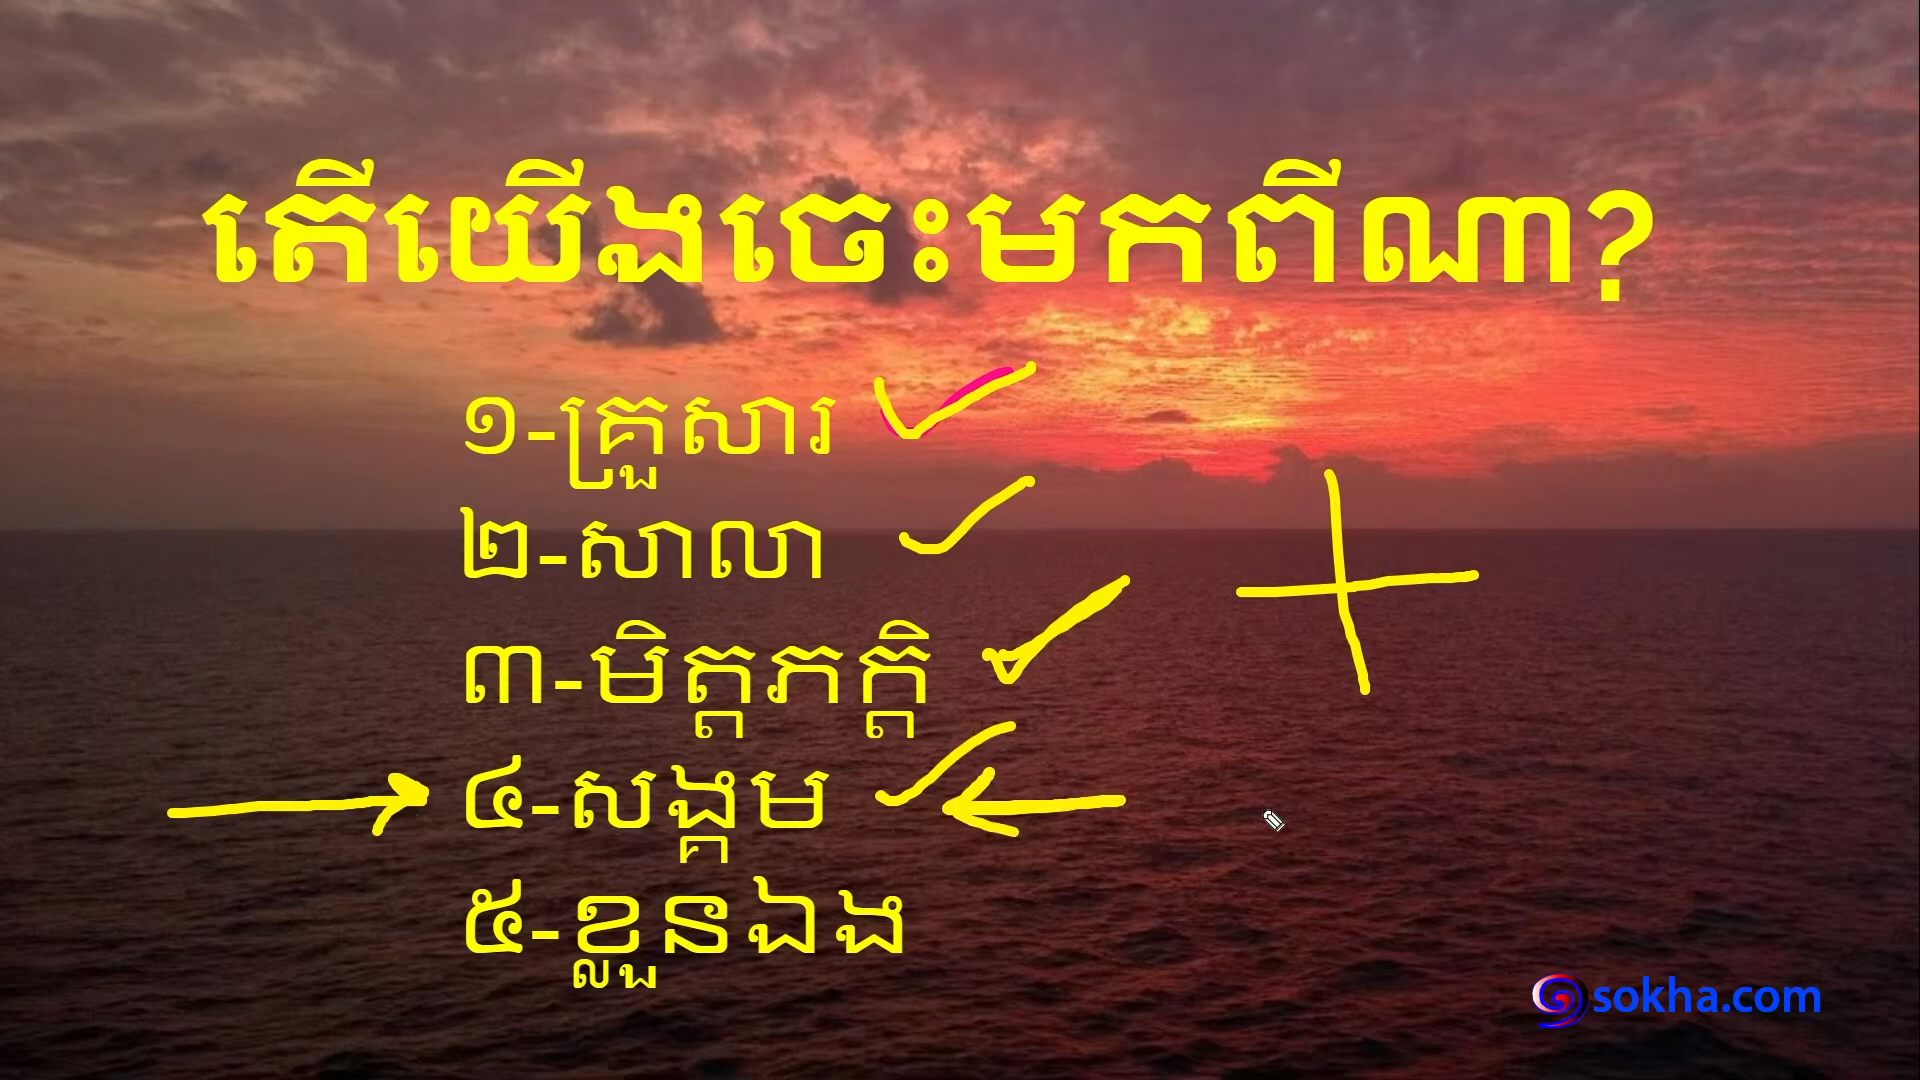 តើយើងចេះមកពីណា?
១-គ្រួសារ
២-សាលា
៣-មិត្តភក្តិ
៤-សង្គម
៥-ខ្លួនឯង
sokha.com